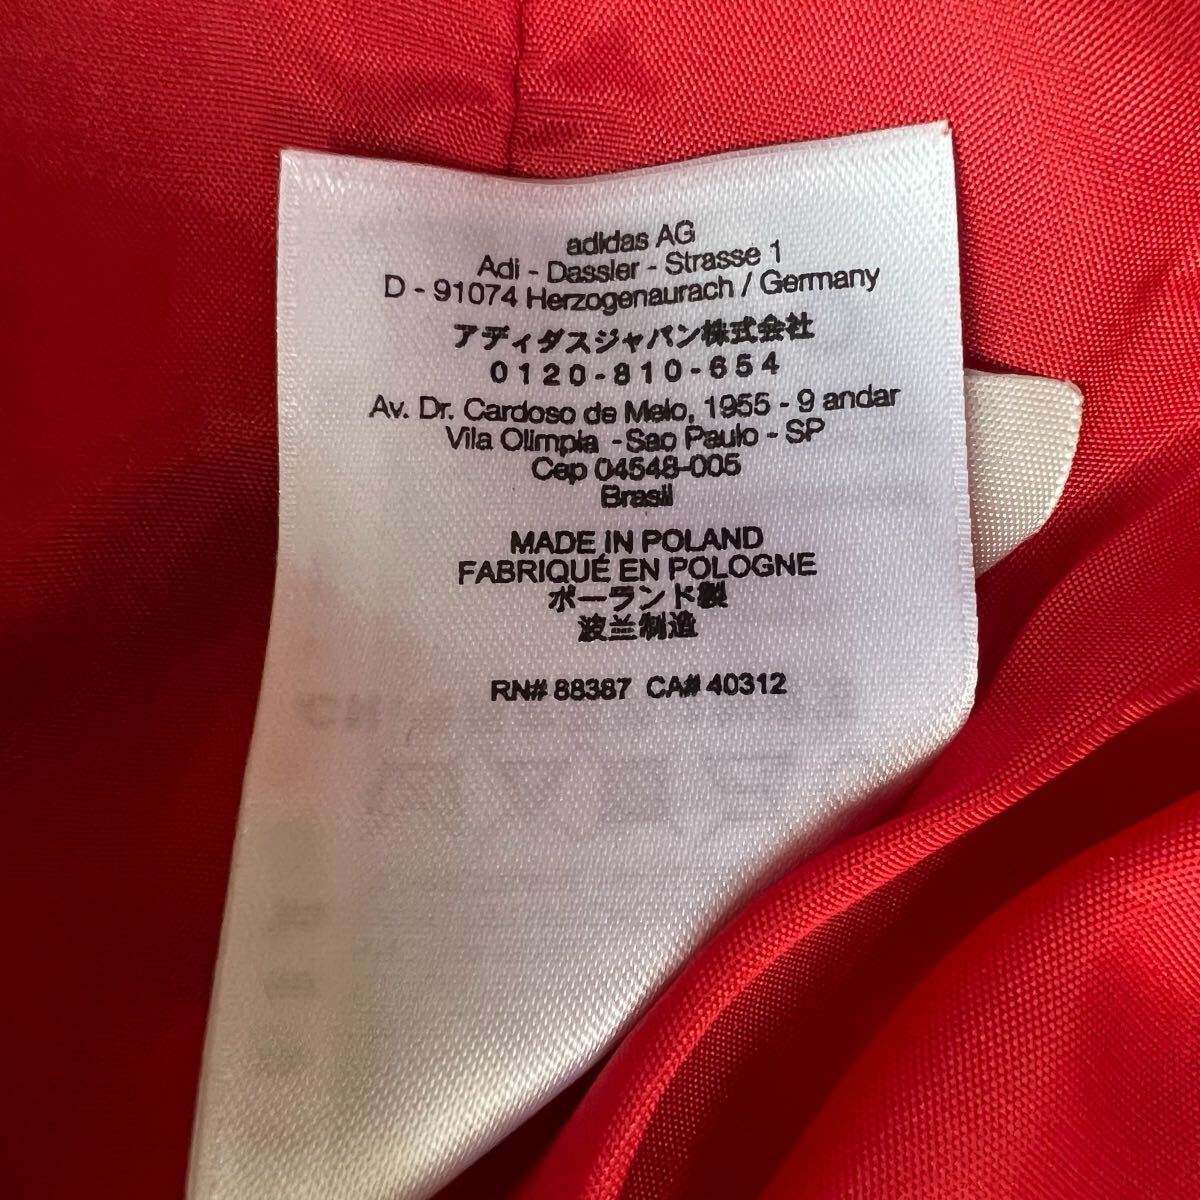 adidas AG
Adi - Dassler - Strasse 1
D - 91074 Herzogenaurach / Germany
アディダスジャパン株式会社
0120-810-654
Av. Dr. Cardoso de Melo, 1955 - 9 andar
Vila Olimpia - Sao Paulo - SP
Cep 04548-005
Brasil
MADE IN POLAND
FABRIQUÉ EN POLOGNE
ポーランド製
波兰制造
RN# 88387 CA# 40312